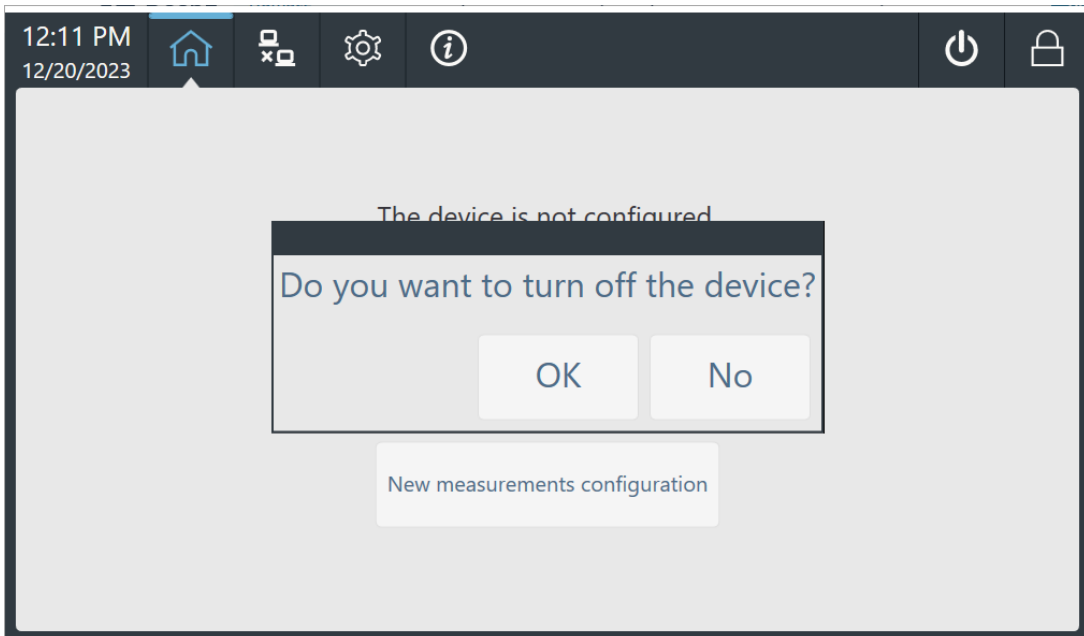 12:11 PM
12/20/2023
The device is not configured
Do you want to turn off the device?
OK
No
New measurements configuration